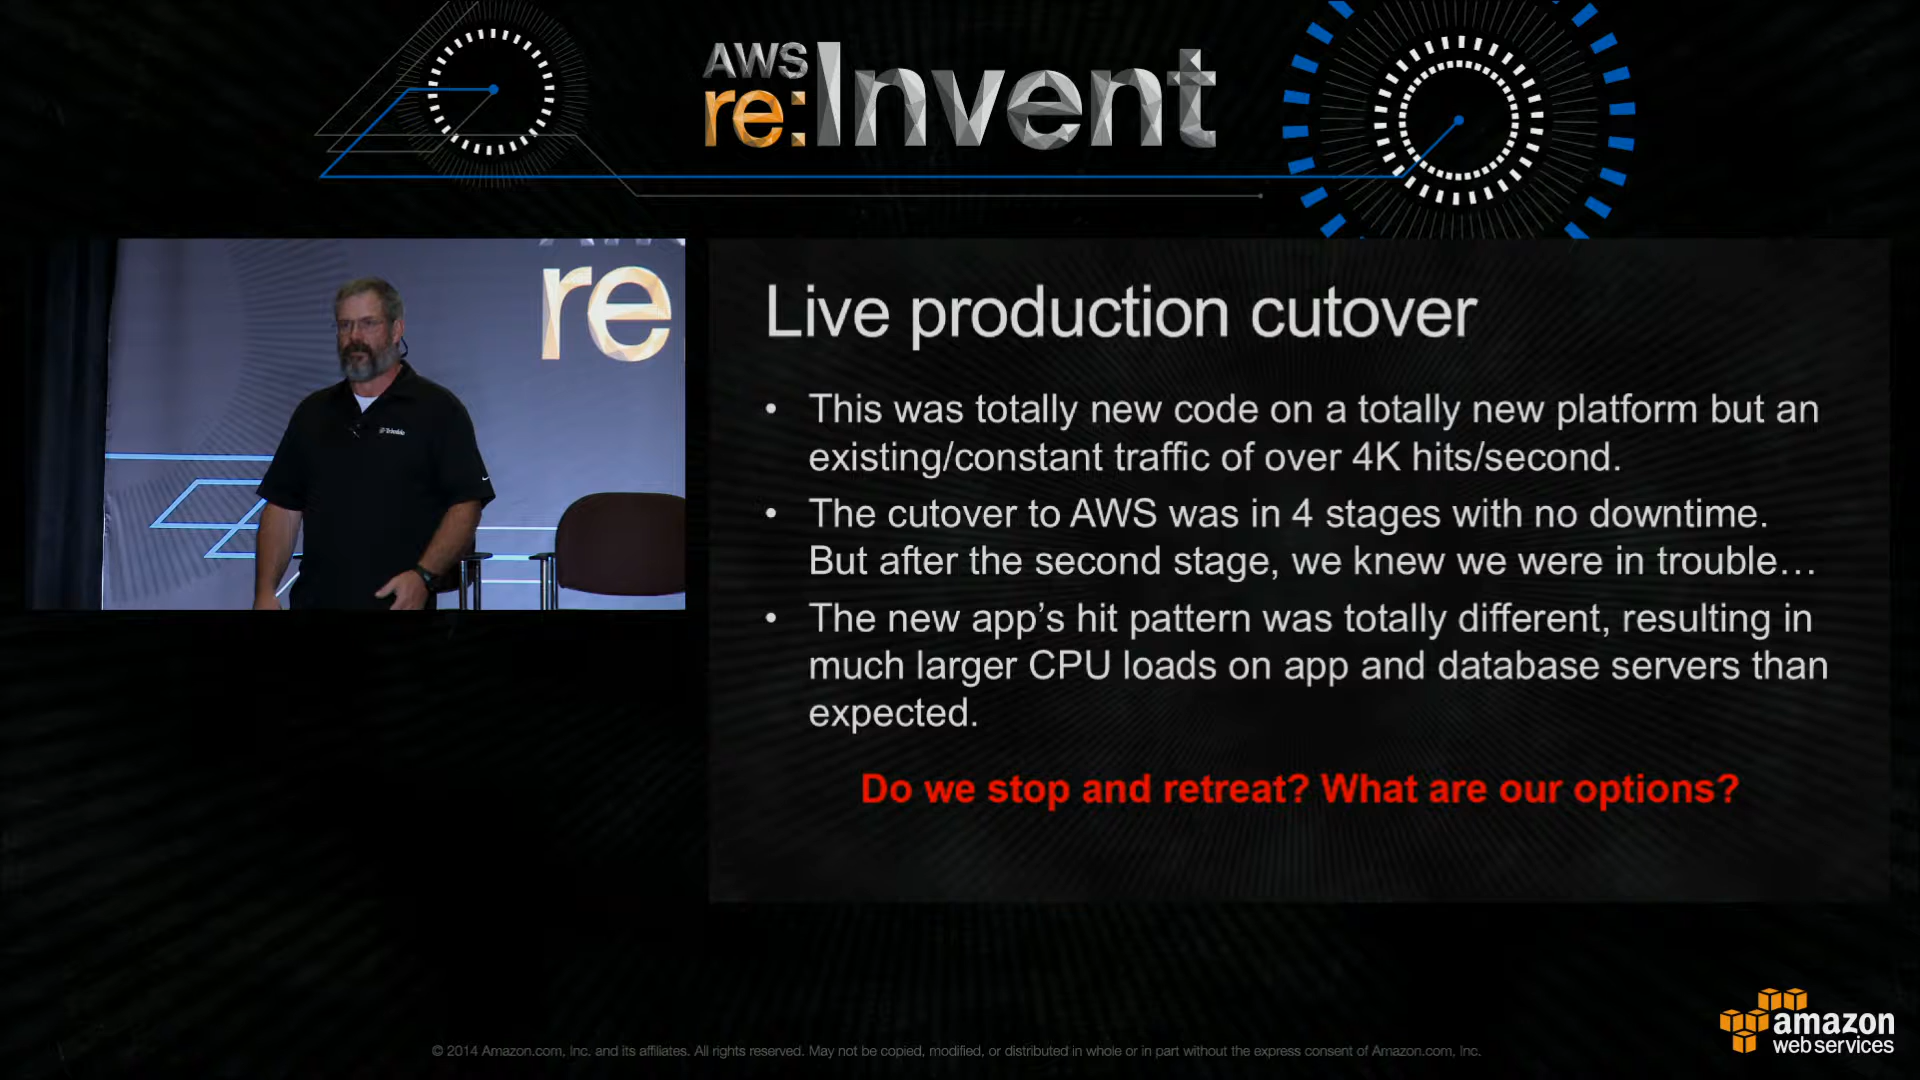 AWS
re:Invent
AWS
re
Trimble
Live production cutover
• This was totally new code on a totally new platform but an
existing/constant traffic of over 4K hits/second.
• The cutover to AWS was in 4 stages with no downtime.
But after the second stage, we knew we were in trouble…
• The new app’s hit pattern was totally different, resulting in
much larger CPU loads on app and database servers than
expected.
Do we stop and retreat? What are our options?
© 2014 Amazon.com, Inc. and its affiliates. All rights reserved. May not be copied, modified, or distributed in whole or in part without the express consent of Amazon.com, Inc.
amazon
webservices